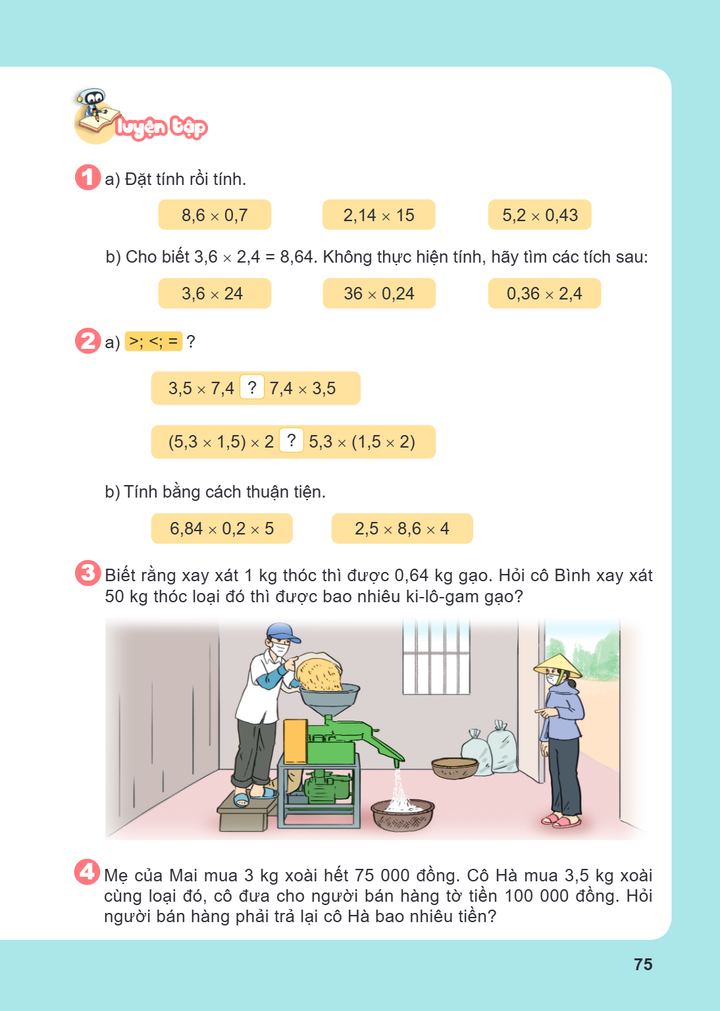 luyện tập
1 a) Đặt tính rồi tính.
8,6 × 0,7 2,14 × 15 5,2 × 0,43
b) Cho biết 3,6 × 2,4 = 8,64. Không thực hiện tính, hãy tìm các tích sau:
3,6 × 24 36 × 0,24 0,36 × 2,4
2 a) >; <; = ?
3,5 × 7,4 ? 7,4 × 3,5
(5,3 × 1,5) × 2 ? 5,3 × (1,5 × 2)
b) Tính bằng cách thuận tiện.
6,84 × 0,2 × 5 2,5 × 8,6 × 4
3 Biết rằng xay xát 1 kg thóc thì được 0,64 kg gạo. Hỏi cô Bình xay xát
50 kg thóc loại đó thì được bao nhiêu ki-lô-gam gạo?
4 Mẹ của Mai mua 3 kg xoài hết 75 000 đồng. Cô Hà mua 3,5 kg xoài
cùng loại đó, cô đưa cho người bán hàng tờ tiền 100 000 đồng. Hỏi
người bán hàng phải trả lại cô Hà bao nhiêu tiền?
75